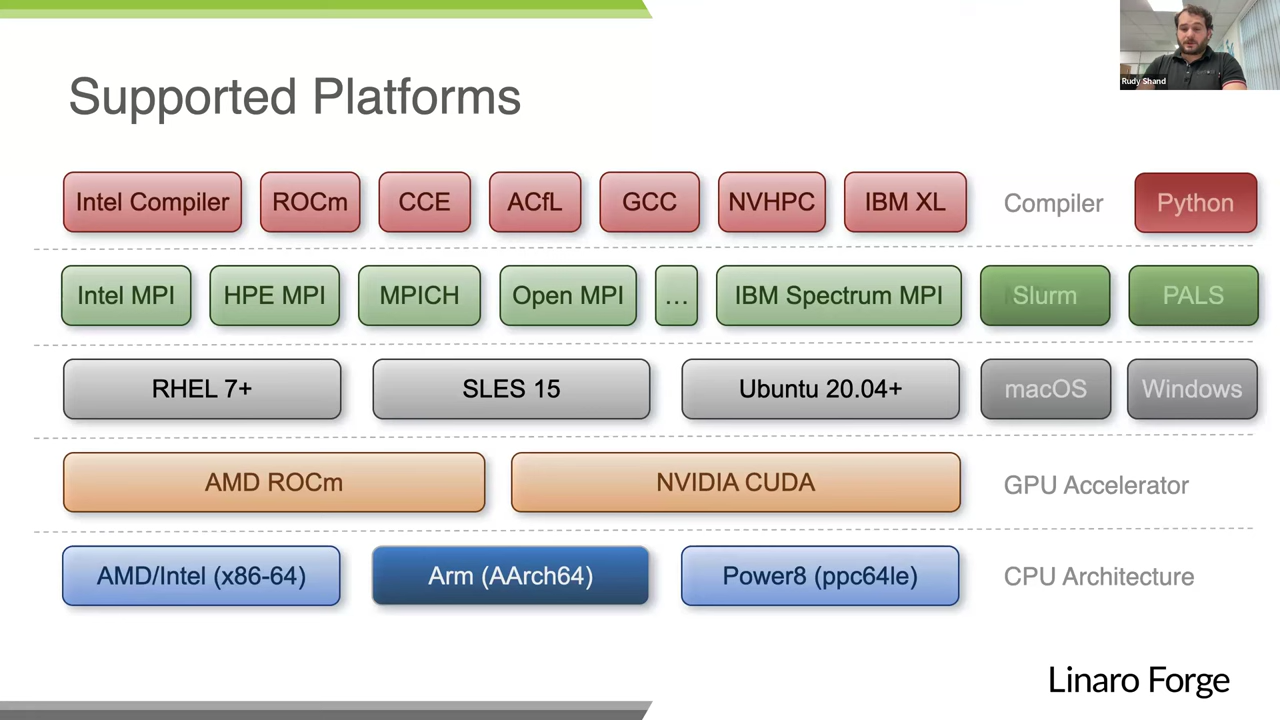 Rudy Shand
Supported Platforms
Intel Compiler ROCm CCE ACfL GCC NVHPC IBM XL Compiler Python
Intel MPI HPE MPI MPICH Open MPI ... IBM Spectrum MPI Slurm PALS
RHEL 7+ SLES 15 Ubuntu 20.04+ macOS Windows
AMD ROCm NVIDIA CUDA GPU Accelerator
AMD/Intel (x86-64) Arm (AArch64) Power8 (ppc64le) CPU Architecture
Linaro Forge